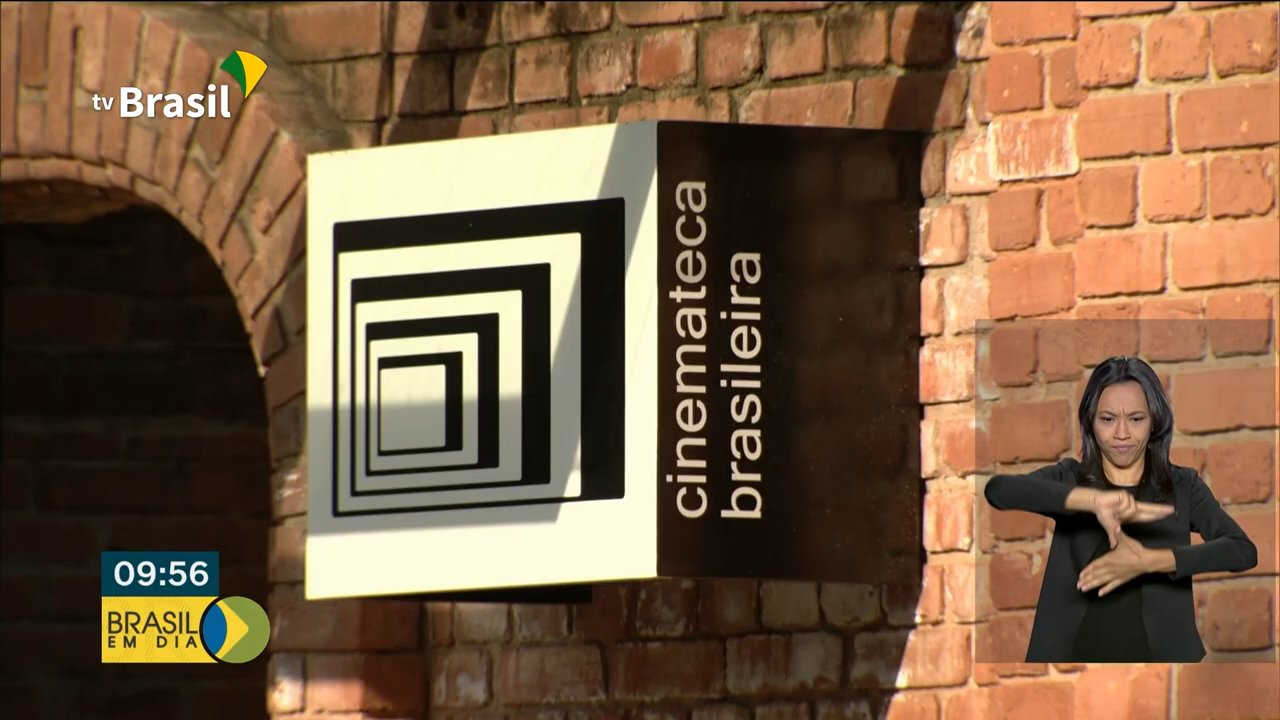 tv Brasil
cinemateca
brasileira
09:56
BRASIL
EM DIA